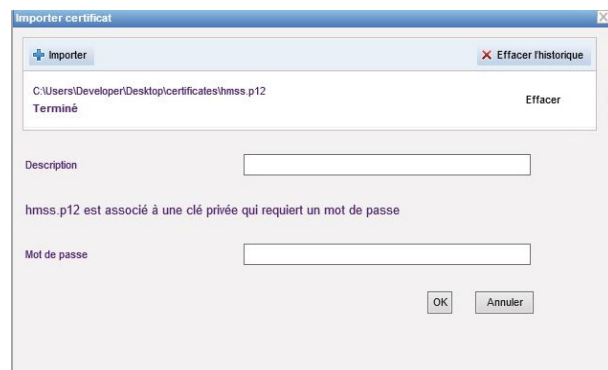 Importer certificat
Importer
Effacer l'historique
C:\Users\Developer\Desktop\certificates\hmss.p12
Effacer
Terminé
Description
hmss.p12 est associé à une clé privée qui requiert un mot de passe
Mot de passe
OK
Annuler